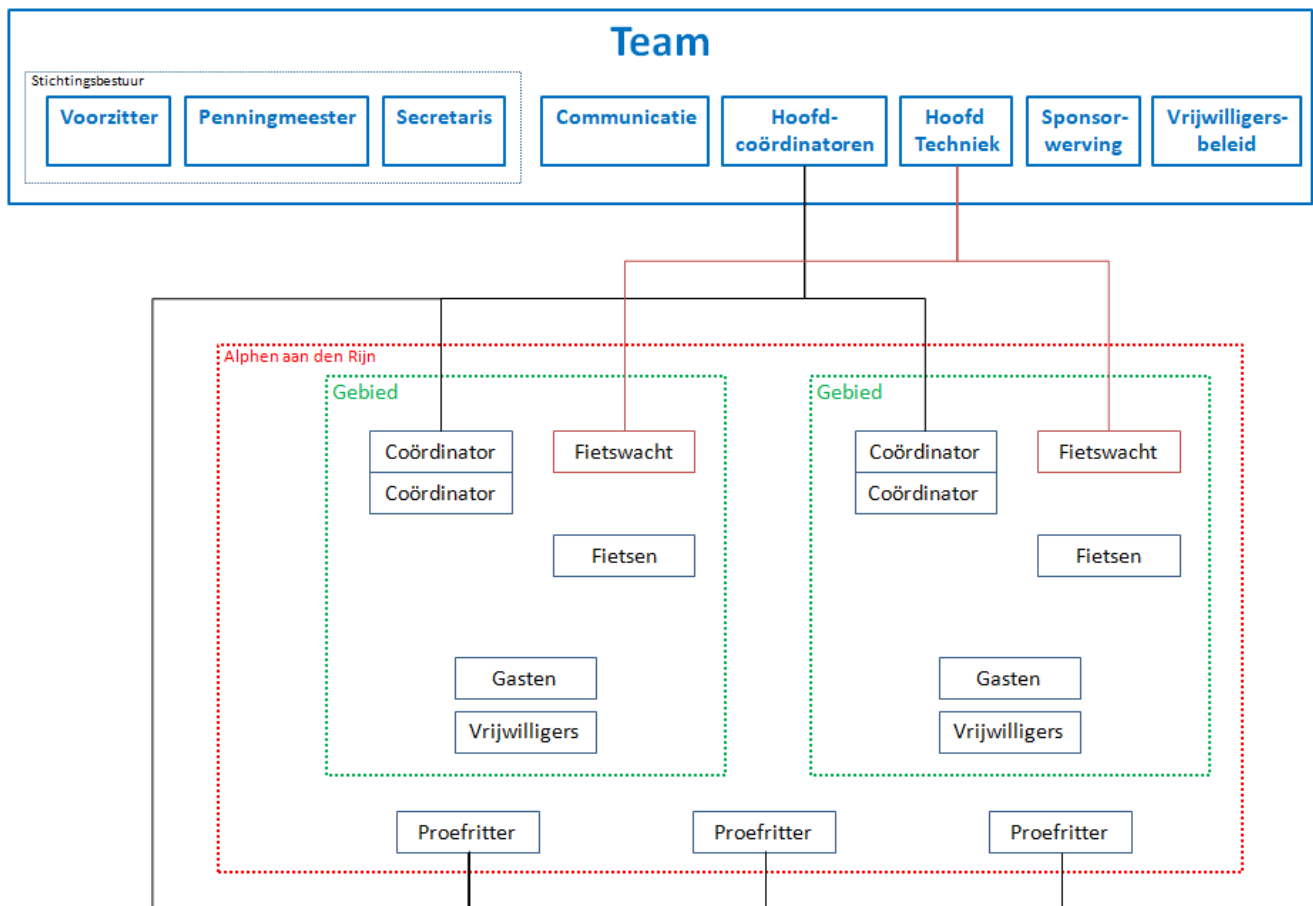 Team
Stichtingsbestuur
Voorzitter
Penningmeester
Secretaris
Communicatie
Hoofd-
coördinatoren
Hoofd
Techniek
Sponsor-
werving
Vrijwilligers-
beleid
Alphen aan den Rijn
Gebied
Gebied
Coördinator
Coördinator
Fietswacht
Fietsen
Gasten
Vrijwilligers
Coördinator
Coördinator
Fietswacht
Fietsen
Gasten
Vrijwilligers
Proefritter
Proefritter
Proefritter